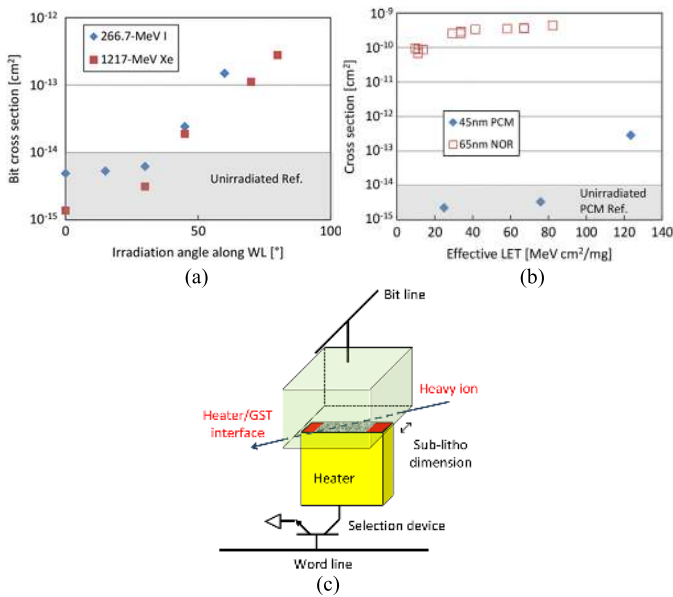 (a)
Bit cross section [cm²]
10⁻¹²
10⁻¹³
10⁻¹⁴
10⁻¹⁵
266.7-MeV I
1217-MeV Xe
Unirradiated Ref.
0
50
100
Irradiation angle along WL [°]
(a)
(b)
Cross section [cm²]
10⁻⁹
10⁻¹⁰
10⁻¹¹
10⁻¹²
10⁻¹³
10⁻¹⁴
10⁻¹⁵
45nm PCM
65nm NOR
Unirradiated
PCM Ref.
0 20 40 60 80 100 120 140
Effective LET [MeV cm²/mg]
(b)
Bit line
Heavy ion
Heater/GST
interface
Sub-litho
dimension
Heater
Selection device
Word line
(c)